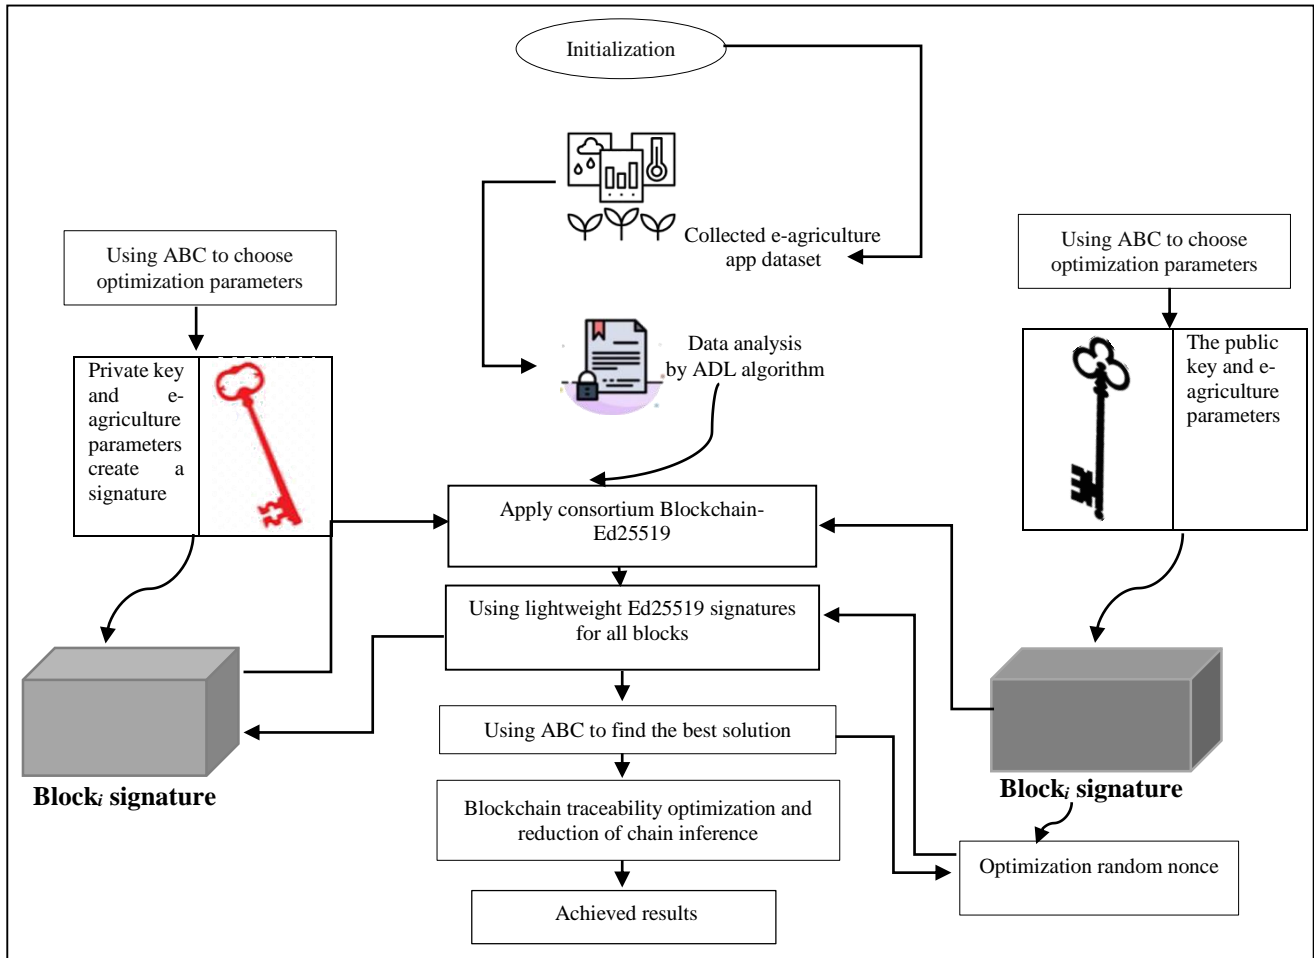 Initialization
Collected e-agriculture
app dataset
Using ABC to choose
optimization parameters
Using ABC to choose
optimization parameters
Data analysis
by ADL algorithm
Private key
and e-
agriculture
parameters
create a
signature
The public
key and e-
agriculture
parameters
Apply consortium Blockchain-
Ed25519
Using lightweight Ed25519 signatures
for all blocks
Using ABC to find the best solution
Blocki signature
Blocki signature
Blockchain traceability optimization and
reduction of chain inference
Optimization random nonce
Achieved results